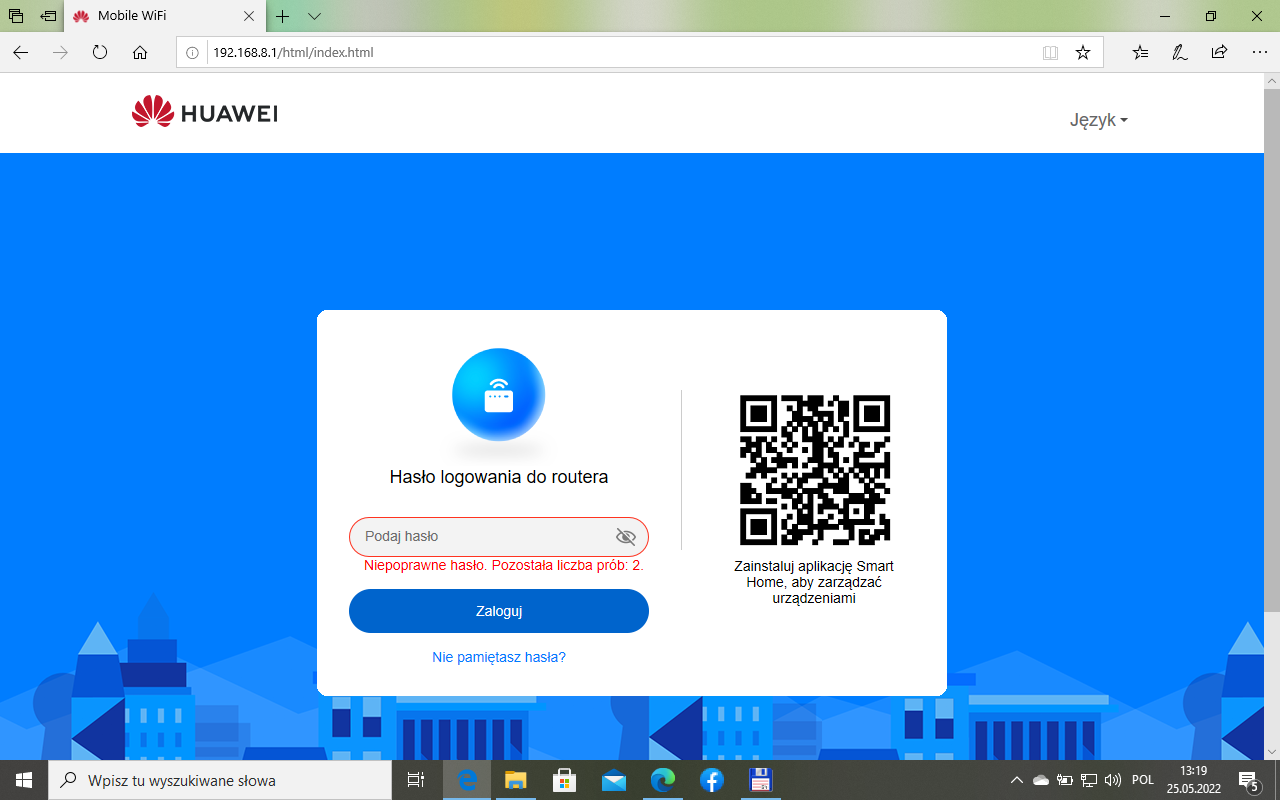 Mobile WiFi
192.168.8.1/html/index.html
HUAWEI
Język
Hasło logowania do routera
Podaj hasło
Niepoprawne hasło. Pozostała liczba prób: 2.
Zaloguj
Nie pamiętasz hasła?
Zainstaluj aplikację Smart
Home, aby zarządzać
urządzeniami
Wpisz tu wyszukiwane słowa
POL
13:19
25.05.2022
5